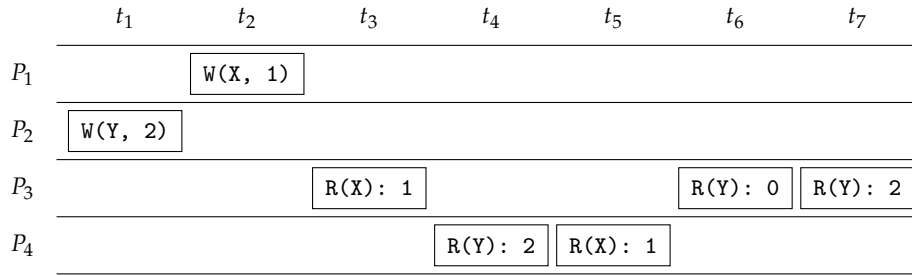 t1 t2 t3 t4 t5 t6 t7
P1 W(X, 1)
P2 W(Y, 2)
P3 R(X): 1 R(Y): 0 R(Y): 2
P4 R(Y): 2 R(X): 1